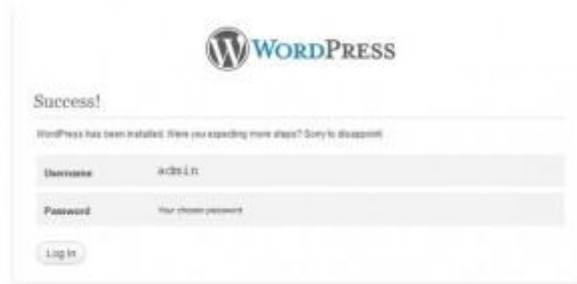 WORDPRESS
Success!
WordPress has been installed. Were you expecting more steps? Sorry to disappoint.
Username admin
Password Your chosen password
Log In